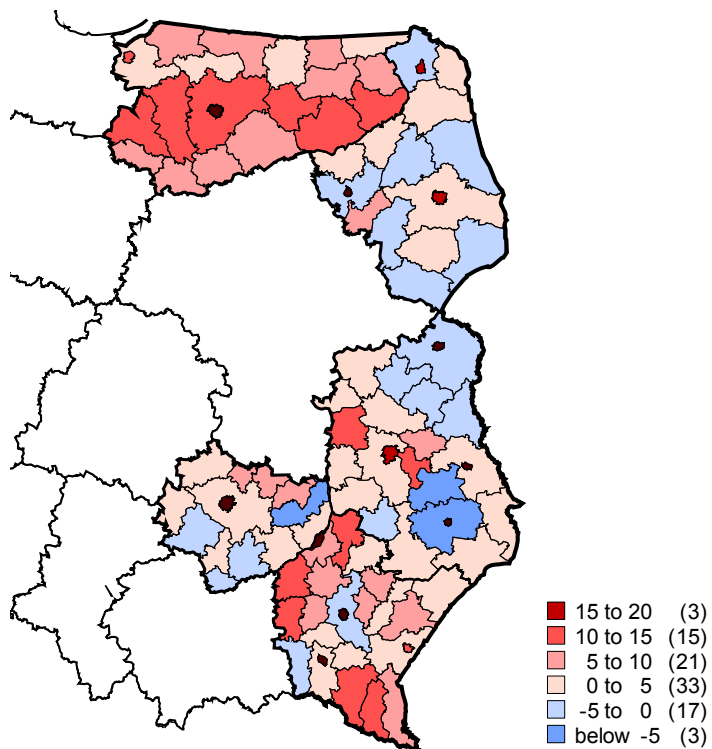 15 to 20 (3)
10 to 15 (15)
5 to 10 (21)
0 to 5 (33)
-5 to 0 (17)
below -5 (3)